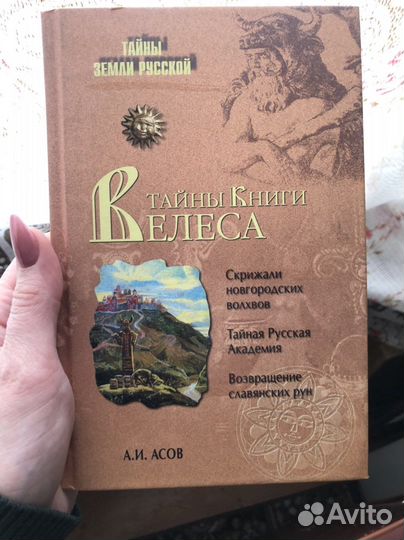 ТАЙНЫ
ЗЕМЛИ РУССКОЙ
ТАЙНЫ КНИГИ
ВЕЛЕСА
Скрижали
новгородских
волхвов
Тайная Русская
Академия
Возвращение
славянских рун
А.И. АСОВ
Avito